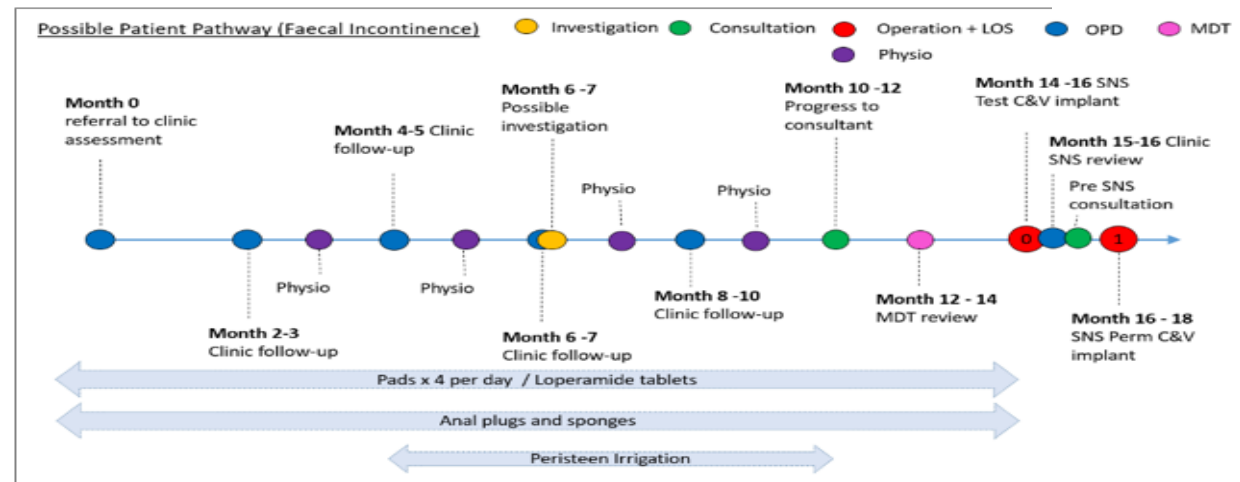 Possible Patient Pathway (Faecal Incontinence)
Investigation
Consultation
Operation + LOS
OPD
MDT
Physio
Month 0
referral to clinic
assessment
Month 4-5 Clinic
follow-up
Month 6 -7
Possible
investigation
Physio
Physio
Month 10 -12
Progress to
consultant
Month 14 -16 SNS
Test C&V implant
Month 15-16 Clinic
SNS review
Pre SNS
consultation
0
1
Physio
Physio
Month 2-3
Clinic follow-up
Month 6 -7
Clinic follow-up
Month 8 -10
Clinic follow-up
Month 12 - 14
MDT review
Month 16 - 18
SNS Perm C&V
implant
Pads x 4 per day / Loperamide tablets
Anal plugs and sponges
Peristeen Irrigation